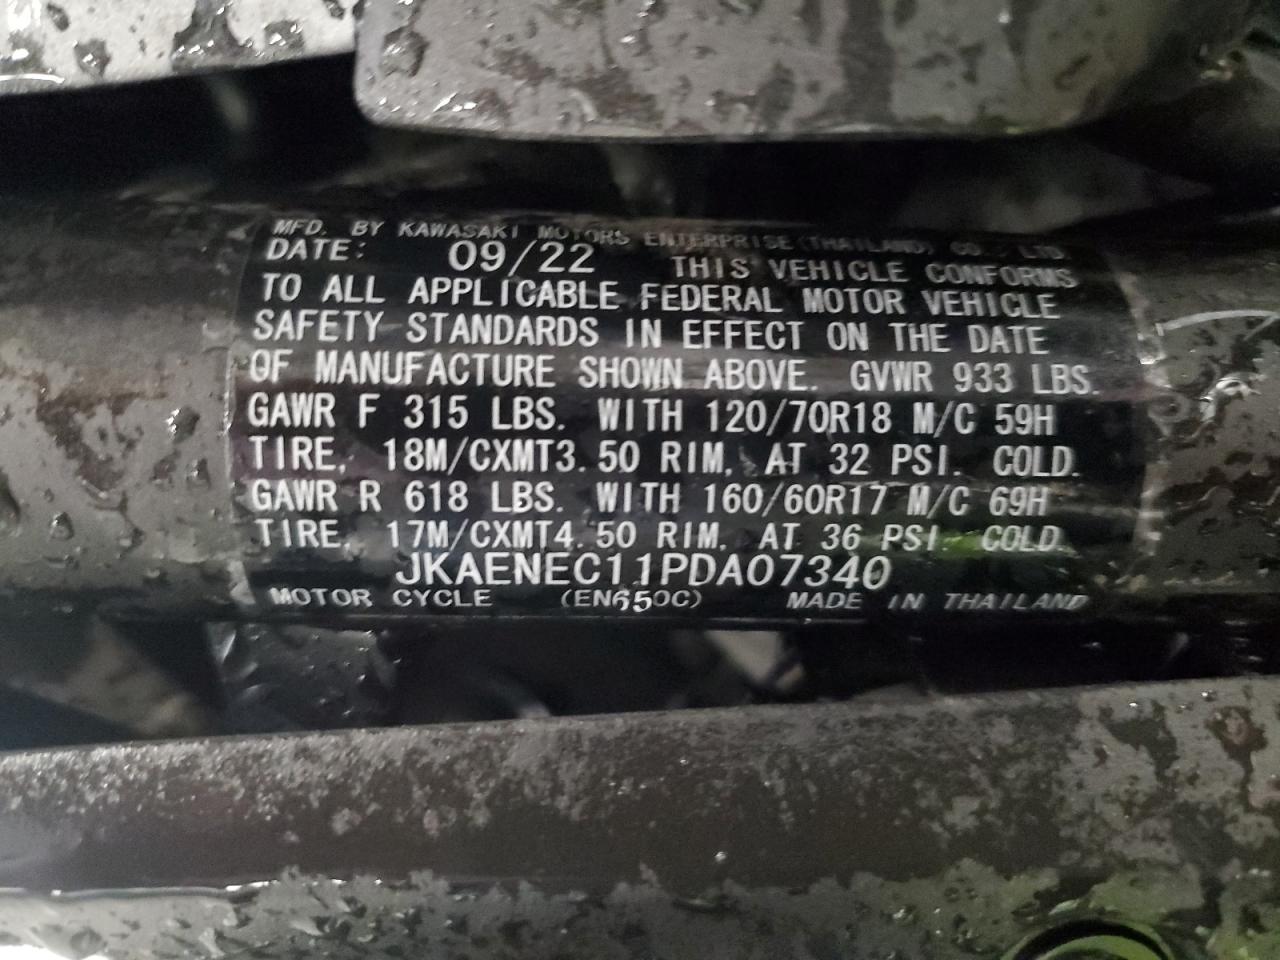 MFD. BY KAWASAKI MOTORS ENTERPRISE (THAILAND) CO., LTD.
DATE: 09/22 THIS VEHICLE CONFORMS
TO ALL APPLICABLE FEDERAL MOTOR VEHICLE
SAFETY STANDARDS IN EFFECT ON THE DATE
OF MANUFACTURE SHOWN ABOVE. GVWR 933 LBS.
GAWR F 315 LBS. WITH 120/70R18 M/C 59H
TIRE, 18M/CXMT3.50 RIM, AT 32 PSI. COLD.
GAWR R 618 LBS. WITH 160/60R17 M/C 69H
TIRE, 17M/CXMT4.50 RIM, AT 36 PSI. COLD.
JKAENEC11PDA07340
MOTOR CYCLE (EN650C) MADE IN THAILAND